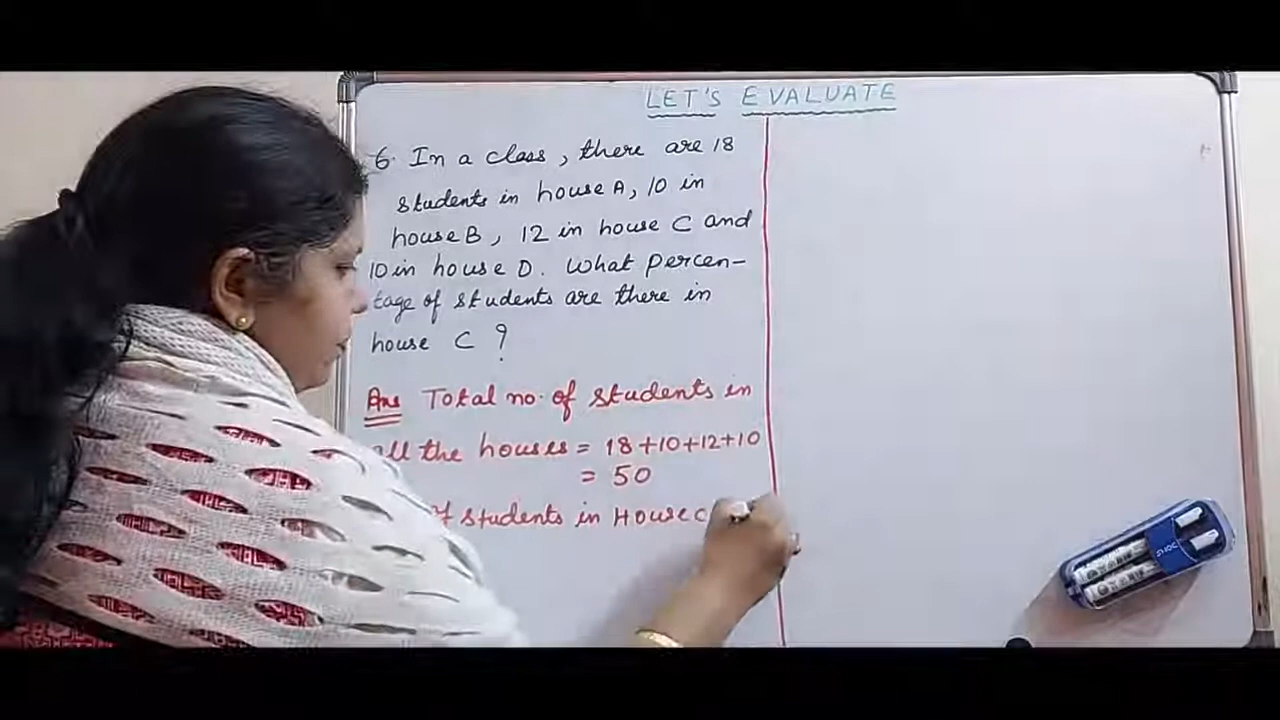 LET'S EVALUATE
6. In a class, there are 18
students in house A, 10 in
house B, 12 in house C and
10 in house D. What percen-
tage of students are there in
house C ?
Ans Total no. of students in
all the houses = 18+10+12+10
= 50
students in House C